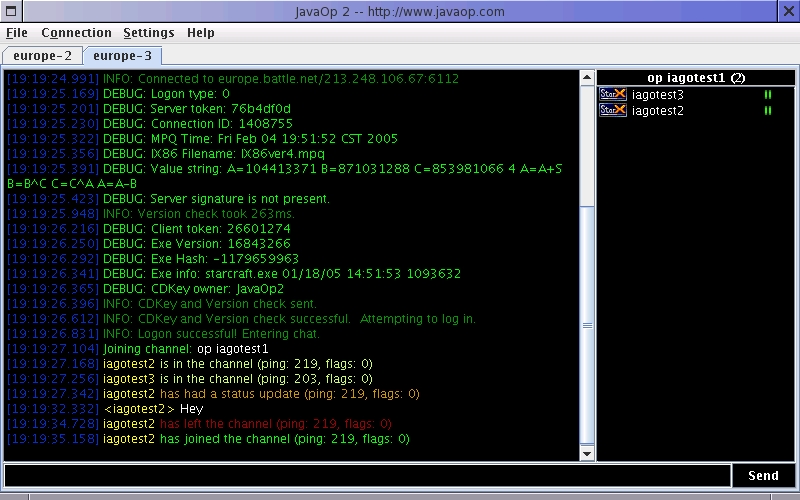 JavaOp 2 -- http://www.javaop.com
File Connection Settings Help
europe-2 europe-3
[19:19:24.991] INFO: Connected to europe.battle.net/213.248.106.67:6112
[19:19:25.169] DEBUG: Logon type: 0
[19:19:25.201] DEBUG: Server token: 76b4df0d
[19:19:25.230] DEBUG: Connection ID: 1408755
[19:19:25.322] DEBUG: MPQ Time: Fri Feb 04 19:51:52 CST 2005
[19:19:25.356] DEBUG: IX86 Filename: IX86ver4.mpq
[19:19:25.391] DEBUG: Value string: A=104413371 B=871031288 C=853981066 4 A=A+S
B=B^C C=C^A A=A-B
[19:19:25.423] DEBUG: Server signature is not present.
[19:19:25.948] INFO: Version check took 263ms.
[19:19:26.216] DEBUG: Client token: 26601274
[19:19:26.250] DEBUG: Exe Version: 16843266
[19:19:26.292] DEBUG: Exe Hash: -1179659963
[19:19:26.341] DEBUG: Exe info: starcraft.exe 01/18/05 14:51:53 1093632
[19:19:26.365] DEBUG: CDKey owner: JavaOp2
[19:19:26.396] INFO: CDKey and Version check sent.
[19:19:26.612] INFO: CDKey and Version check successful.  Attempting to log in.
[19:19:26.831] INFO: Logon successful! Entering chat.
[19:19:27.104] Joining channel: op iagotest1
[19:19:27.168] iagotest2 is in the channel (ping: 219, flags: 0)
[19:19:27.256] iagotest3 is in the channel (ping: 203, flags: 0)
[19:19:27.342] iagotest2 has had a status update (ping: 219, flags: 0)
[19:19:32.332] <iagotest2> Hey
[19:19:34.728] iagotest2 has left the channel (ping: 219, flags: 0)
[19:19:35.158] iagotest2 has joined the channel (ping: 219, flags: 0)
op iagotest1 (2)
StarX iagotest3
StarX iagotest2
Send